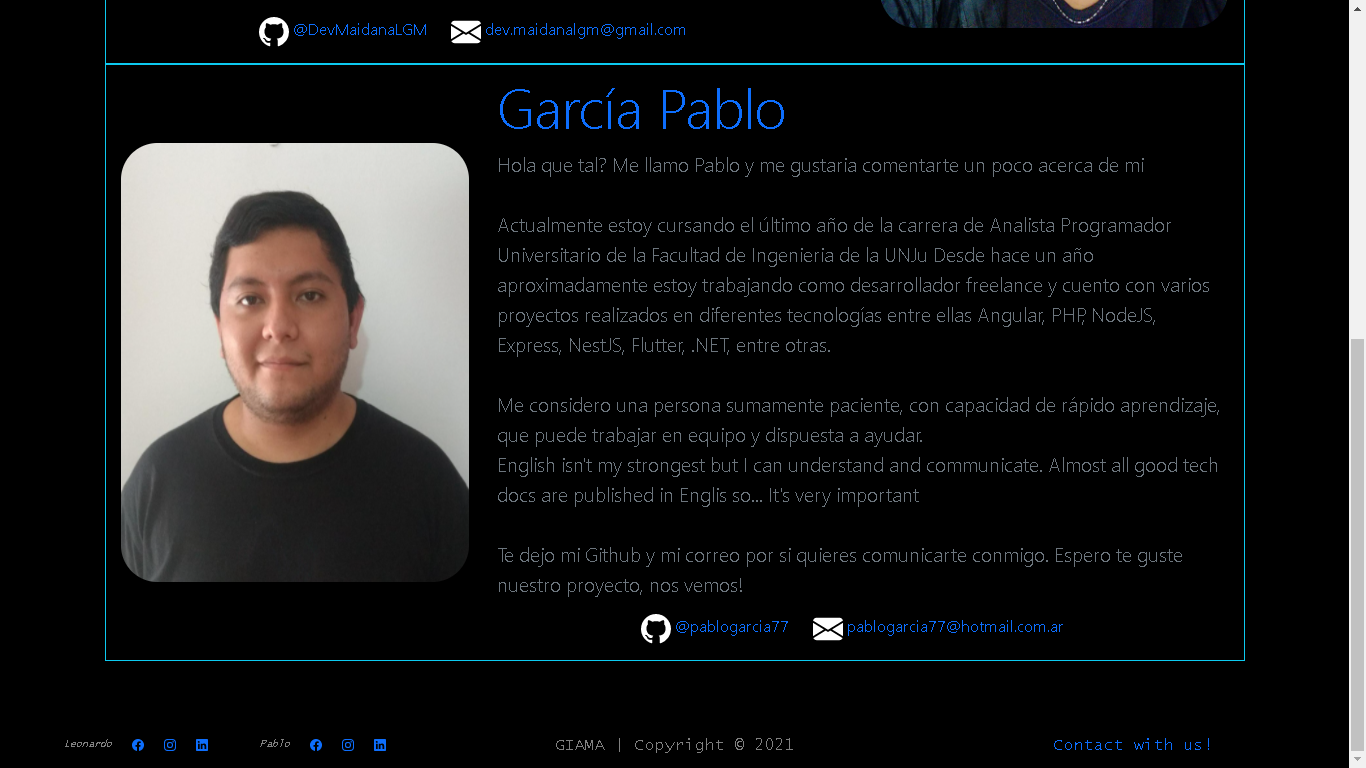 @DevMaidanaLGM dev.maidanalgm@gmail.com
García Pablo
Hola que tal? Me llamo Pablo y me gustaria comentarte un poco acerca de mi
Actualmente estoy cursando el último año de la carrera de Analista Programador
Universitario de la Facultad de Ingenieria de la UNJu Desde hace un año
aproximadamente estoy trabajando como desarrollador freelance y cuento con varios
proyectos realizados en diferentes tecnologías entre ellas Angular, PHP, NodeJS,
Express, NestJS, Flutter, .NET, entre otras.
Me considero una persona sumamente paciente, con capacidad de rápido aprendizaje,
que puede trabajar en equipo y dispuesta a ayudar.
English isn't my strongest but I can understand and communicate. Almost all good tech
docs are published in Englis so... It's very important
Te dejo mi Github y mi correo por si quieres comunicarte conmigo. Espero te guste
nuestro proyecto, nos vemos!
@pablogarcia77 pablogarcia77@hotmail.com.ar
Leonardo Pablo GIAMA | Copyright © 2021 Contact with us!